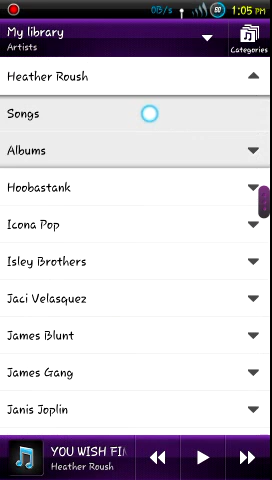 0B/s 80 1:05 PM
My library
Artists
Categories
Heather Roush
Songs
Albums
Hoobastank
Icona Pop
Isley Brothers
Jaci Velasquez
James Blunt
James Gang
Janis Joplin
YOU WISH FI
Heather Roush